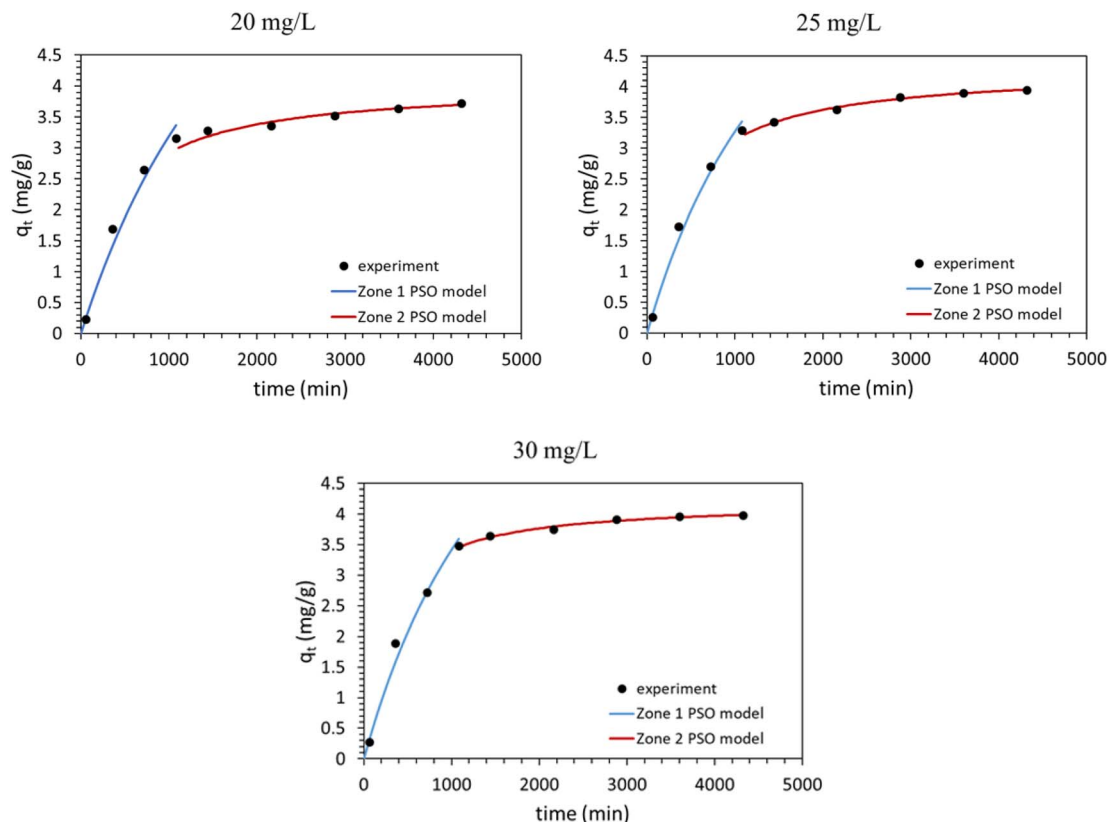 20 mg/L
4.5
4
3.5
3
2.5
2
1.5
1
0.5
0
qt (mg/g)
experiment
Zone 1 PSO model
Zone 2 PSO model
0 1000 2000 3000 4000 5000
time (min)
25 mg/L
4.5
4
3.5
3
2.5
2
1.5
1
0.5
0
qt (mg/g)
experiment
Zone 1 PSO model
Zone 2 PSO model
0 1000 2000 3000 4000 5000
time (min)
30 mg/L
4.5
4
3.5
3
2.5
2
1.5
1
0.5
0
qt (mg/g)
experiment
Zone 1 PSO model
Zone 2 PSO model
0 1000 2000 3000 4000 5000
time (min)